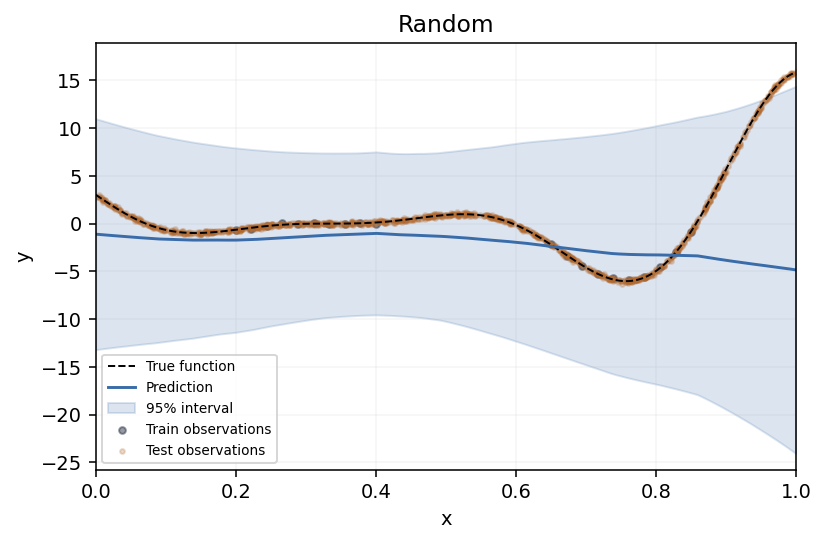 Random
y
15
10
5
0
−5
−10
−15
−20
−25
True function
Prediction
95% interval
Train observations
Test observations
0.0 0.2 0.4 0.6 0.8 1.0
x